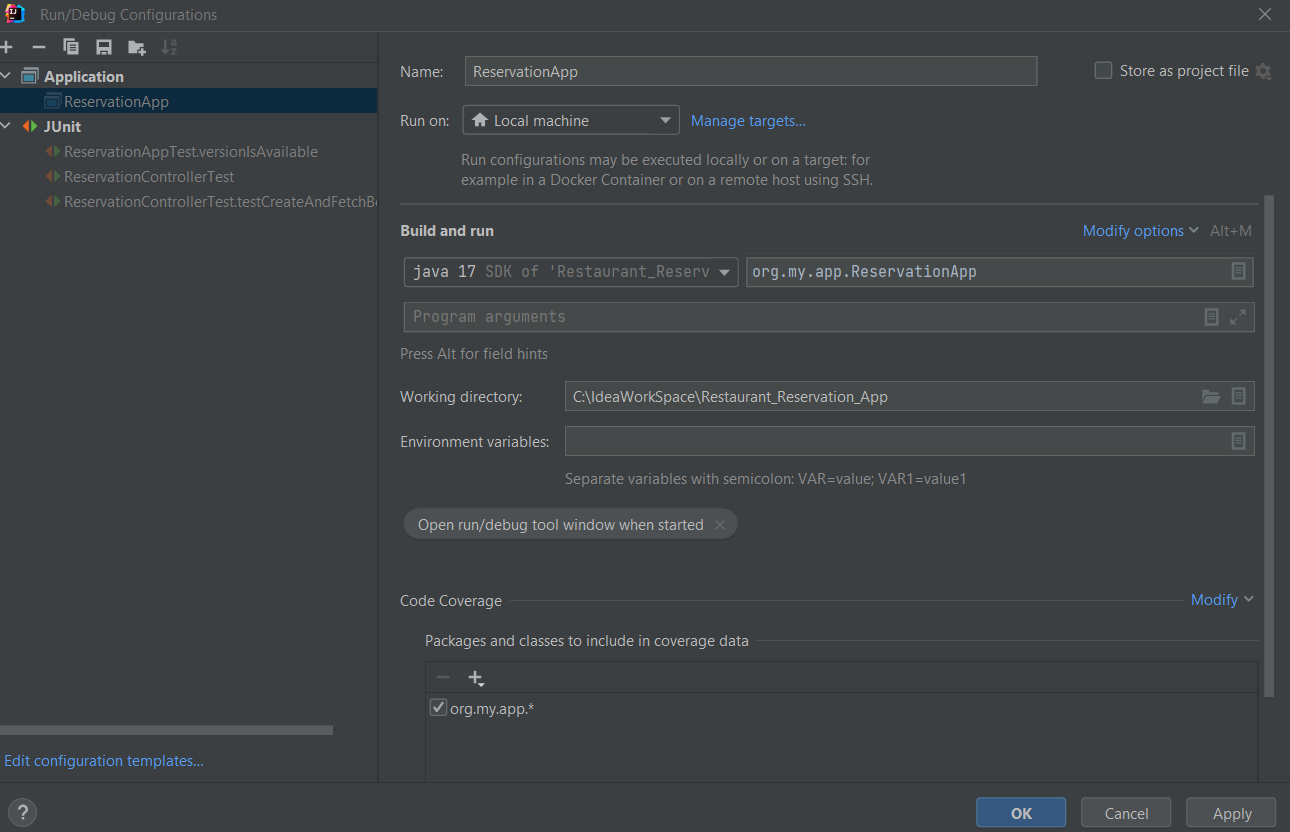 Run/Debug Configurations
Application
ReservationApp
JUnit
ReservationAppTest.versionIsAvailable
ReservationControllerTest
ReservationControllerTest.testCreateAndFetchB
Edit configuration templates...
Name: ReservationApp Store as project file
Run on: Local machine Manage targets...
Run configurations may be executed locally or on a target: for
example in a Docker Container or on a remote host using SSH.
Build and run Modify options Alt+M
java 17 SDK of 'Restaurant_Reserv org.my.app.ReservationApp
Program arguments
Press Alt for field hints
Working directory: C:\IdeaWorkSpace\Restaurant_Reservation_App
Environment variables:
Separate variables with semicolon: VAR=value; VAR1=value1
Open run/debug tool window when started
Code Coverage Modify
Packages and classes to include in coverage data
org.my.app.*
? OK Cancel Apply